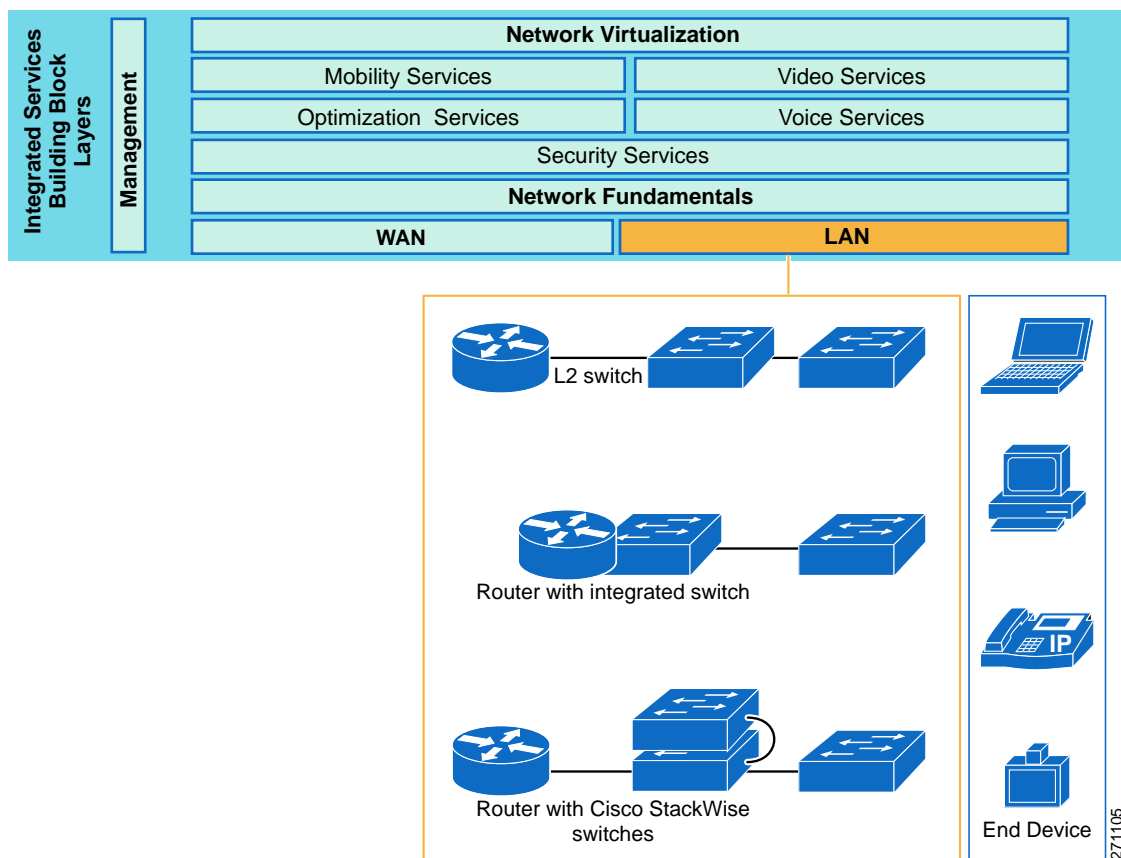 Integrated Services
Building Block
Layers
Management
Network Virtualization
Mobility Services
Video Services
Optimization Services
Voice Services
Security Services
Network Fundamentals
WAN
LAN
L2 switch
Router with integrated switch
IP
Router with Cisco StackWise
switches
End Device
271105